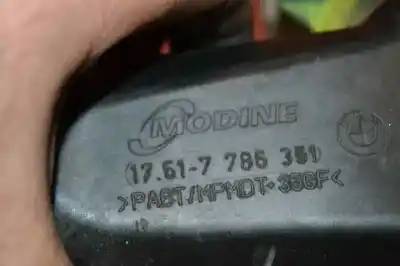 MODINE
(17.51-7 786 351)
>PA6T/MPMDT-35GF<